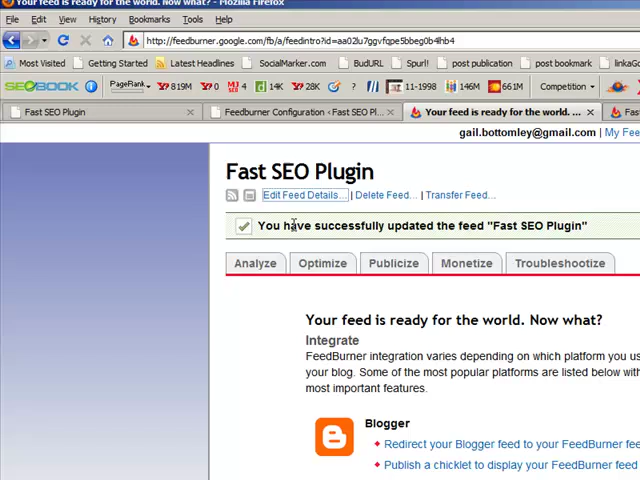 Your feed is ready for the world. Now what? - Mozilla Firefox
File Edit View History Bookmarks Tools Help
http://feedburner.google.com/fb/a/feedintro?id=aa02lu7ggvfqpe5bbeg0b4lhb4
Most Visited Getting Started Latest Headlines SocialMarker.com BudURL Spurl! post publication post bookmark linkaGo
SEOBOOK PageRank 819M 0 4 14K 28K ? 11-1998 146M 661M Competition
Fast SEO Plugin Feedburner Configuration ‹ Fast SEO Pl... Your feed is ready for the world. ... Fast
gail.bottomley@gmail.com | My Fee
Fast SEO Plugin
Edit Feed Details... | Delete Feed... | Transfer Feed...
You have successfully updated the feed "Fast SEO Plugin"
Analyze Optimize Publicize Monetize Troubleshootize
Your feed is ready for the world. Now what?
Integrate
FeedBurner integration varies depending on which platform you us
your blog. Some of the most popular platforms are listed below with
most important features.
Blogger
Redirect your Blogger feed to your FeedBurner fee
Publish a chicklet to display your FeedBurner feed